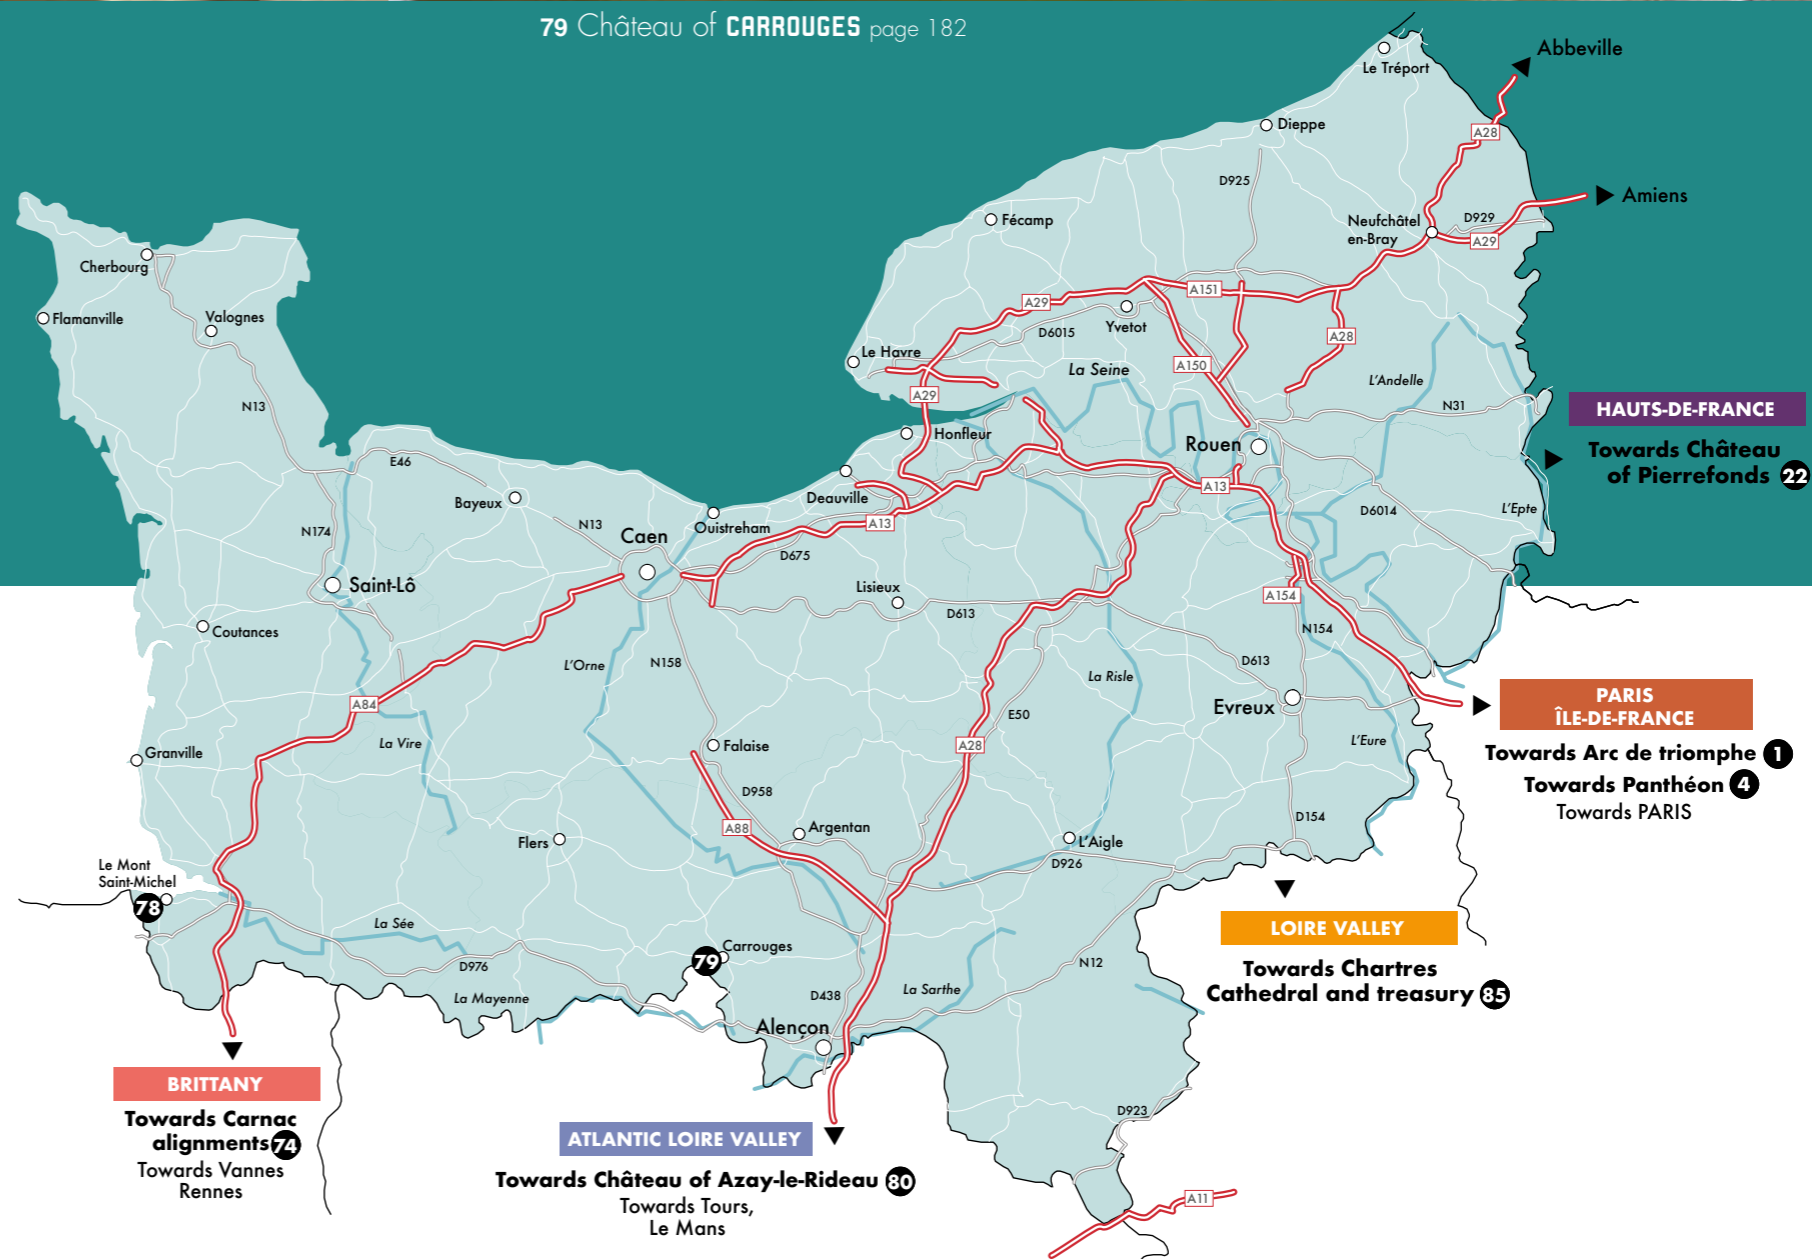 79 Château of CARROUGES page 182
Abbeville
Le Tréport
Dieppe
A28
D925
Amiens
Fécamp
Neufchâtel
en-Bray
D929
A29
Cherbourg
A151
A29
Flamanville
Valognes
D6015
Yvetot
A28
Le Havre
La Seine
A150
L'Andelle
A29
N13
N31
HAUTS-DE-FRANCE
Honfleur
Rouen
Towards Château
of Pierrefonds 22
E46
Deauville
A13
Bayeux
L'Epte
D6014
N174
N13
Ouistreham
A13
Caen
D675
Saint-Lô
Lisieux
A154
D613
N154
Coutances
L'Orne
N158
D613
La Risle
A84
Evreux
PARIS
ÎLE-DE-FRANCE
E50
La Vire
Falaise
A28
L'Eure
Granville
Towards Arc de triomphe 1
Towards Panthéon 4
Towards PARIS
D958
A88
Argentan
D154
Flers
L'Aigle
D926
Le Mont
Saint-Michel
78
La Sée
LOIRE VALLEY
Carrouges
79
D976
N12
Towards Chartres
Cathedral and treasury 85
La Mayenne
D438
La Sarthe
Alençon
BRITTANY
Towards Carnac
alignments 74
Towards Vannes
Rennes
D923
ATLANTIC LOIRE VALLEY
Towards Château of Azay-le-Rideau 80
Towards Tours,
Le Mans
A11